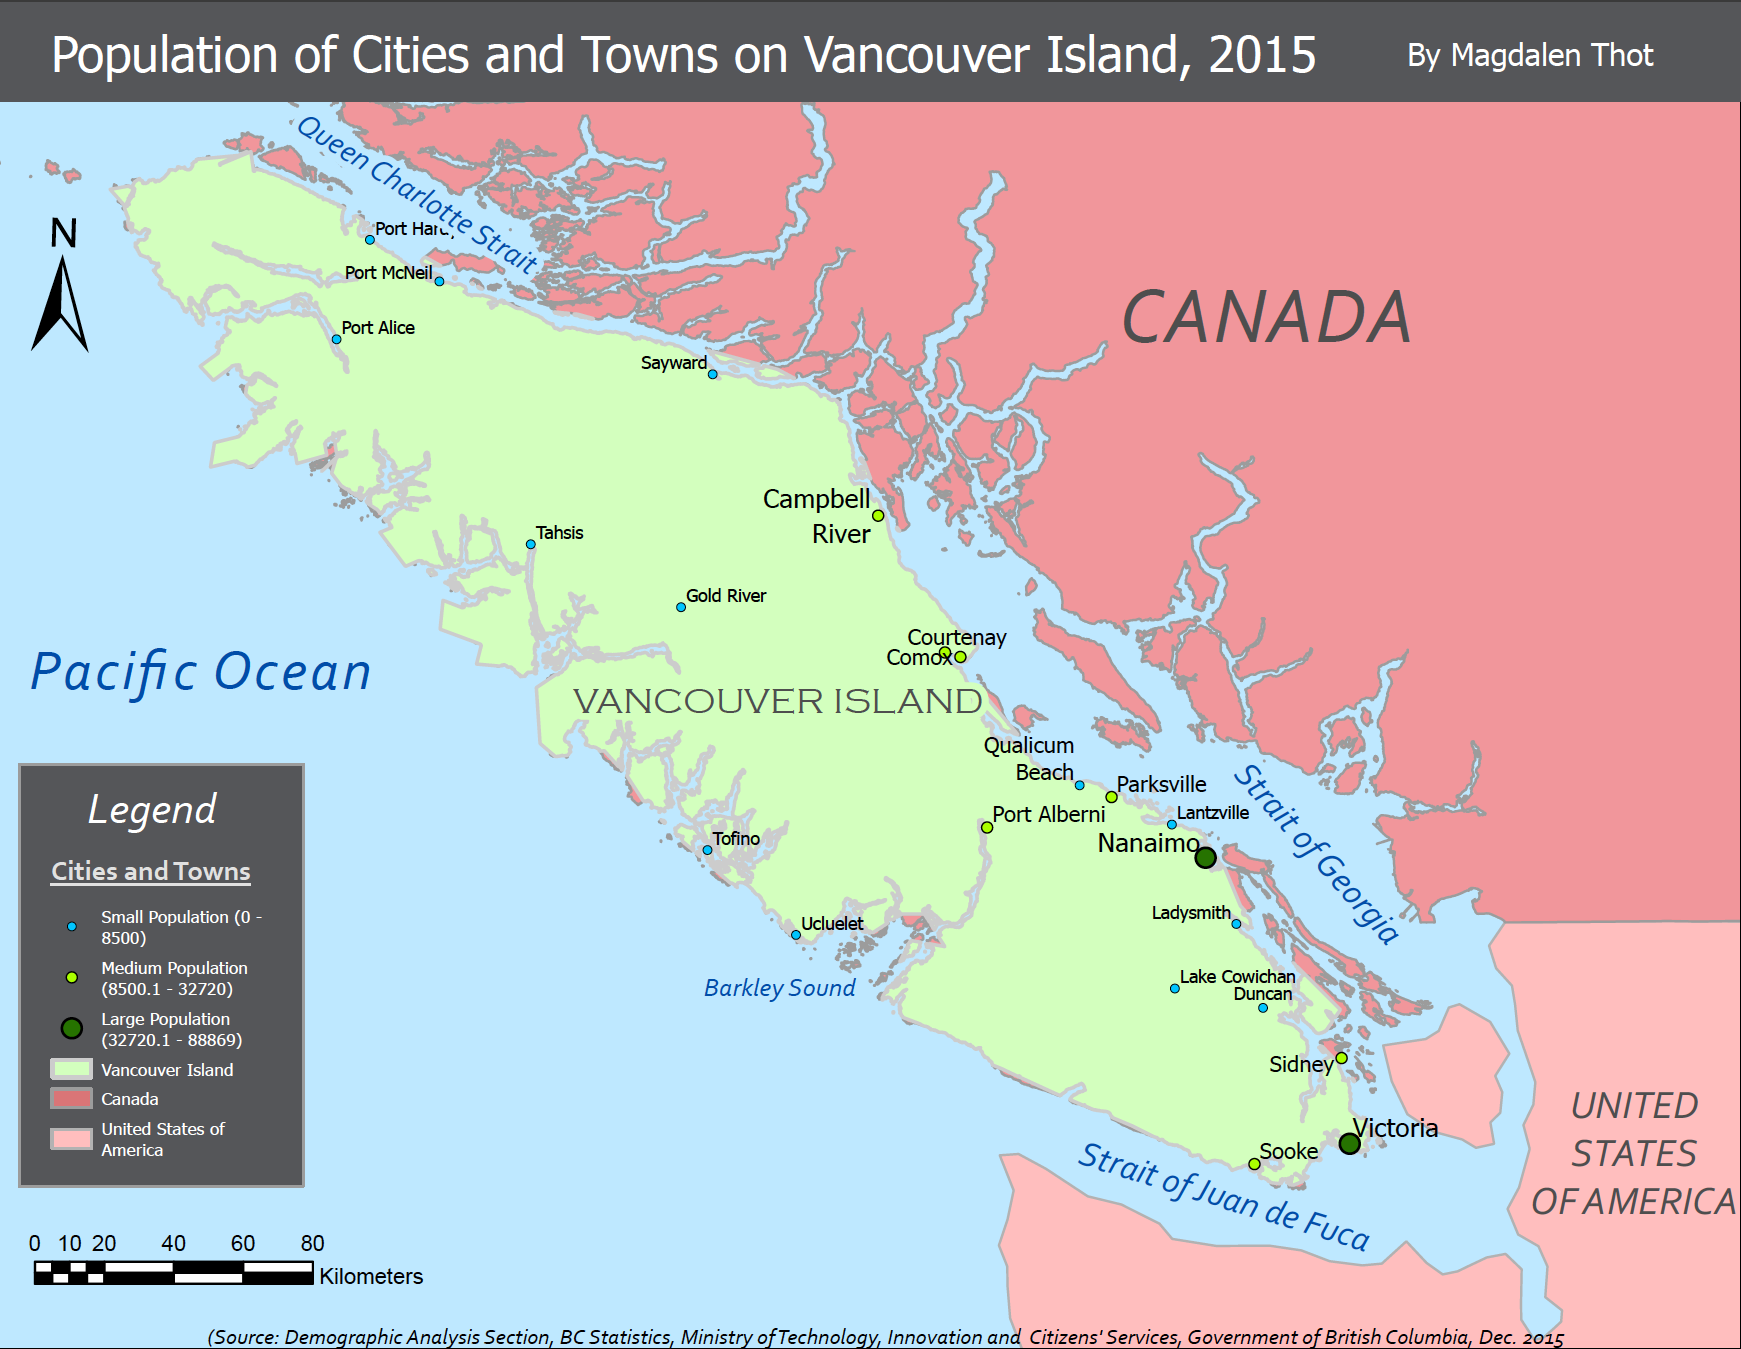 Population of Cities and Towns on Vancouver Island, 2015
By Magdalen Thot
Queen Charlotte Strait
N
Port McNeil
Port Alice
Sayward
CANADA
Campbell
River
Tahsis
Gold River
Courtenay
Comox
Pacific Ocean
VANCOUVER ISLAND
Qualicum
Beach
Parksville
Port Alberni
Lantzville
Nanaimo
Strait of Georgia
Tofino
Ucluelet
Ladysmith
Barkley Sound
Lake Cowichan
Duncan
Sidney
Victoria
Sooke
Strait of Juan de Fuca
UNITED
STATES
OF AMERICA
Legend
Cities and Towns
Small Population (0 -
8500)
Medium Population
(8500.1 - 32720)
Large Population
(32720.1 - 88869)
Vancouver Island
Canada
United States of
America
0 10 20 40 60 80
Kilometers
(Source: Demographic Analysis Section, BC Statistics, Ministry of Technology, Innovation and Citizens' Services, Government of British Columbia, Dec. 2015